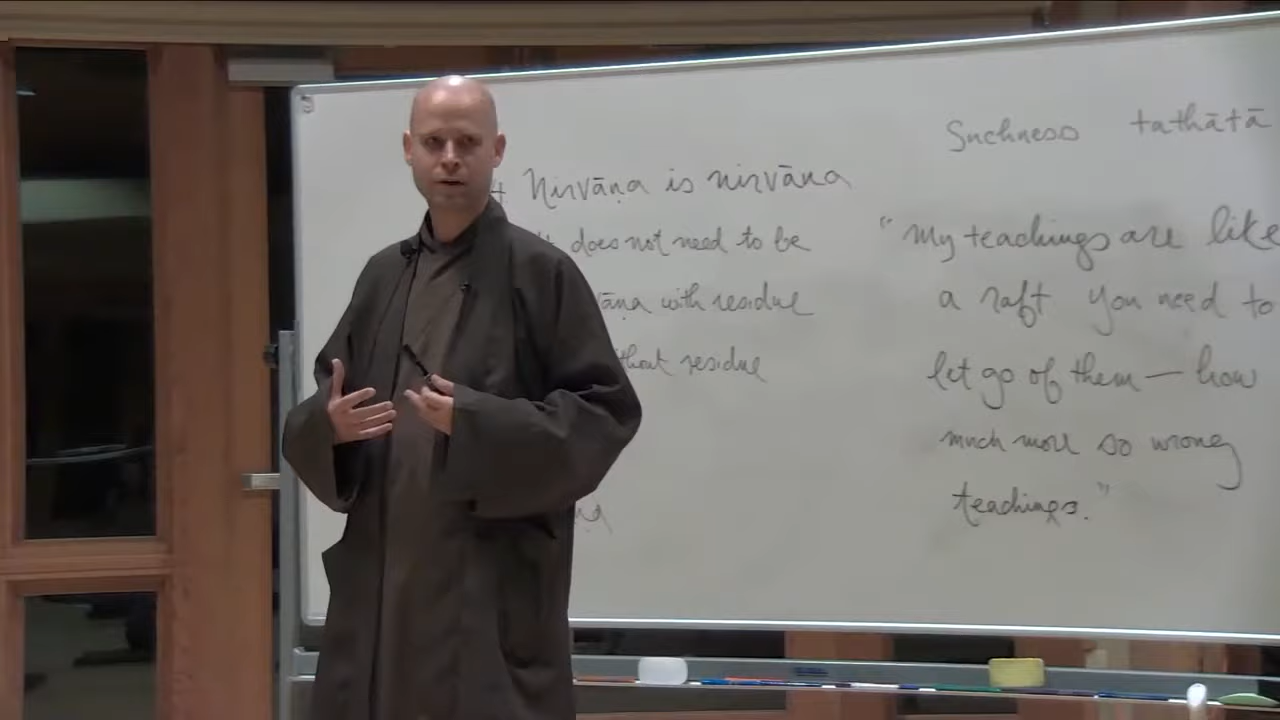 Nirvāṇa is nirvāṇa
does not need to be
vāṇa with residue
thout residue
ṇa
Suchness tathātā
"My teachings are like
a raft you need to
let go of them — how
much more so wrong
teachings."